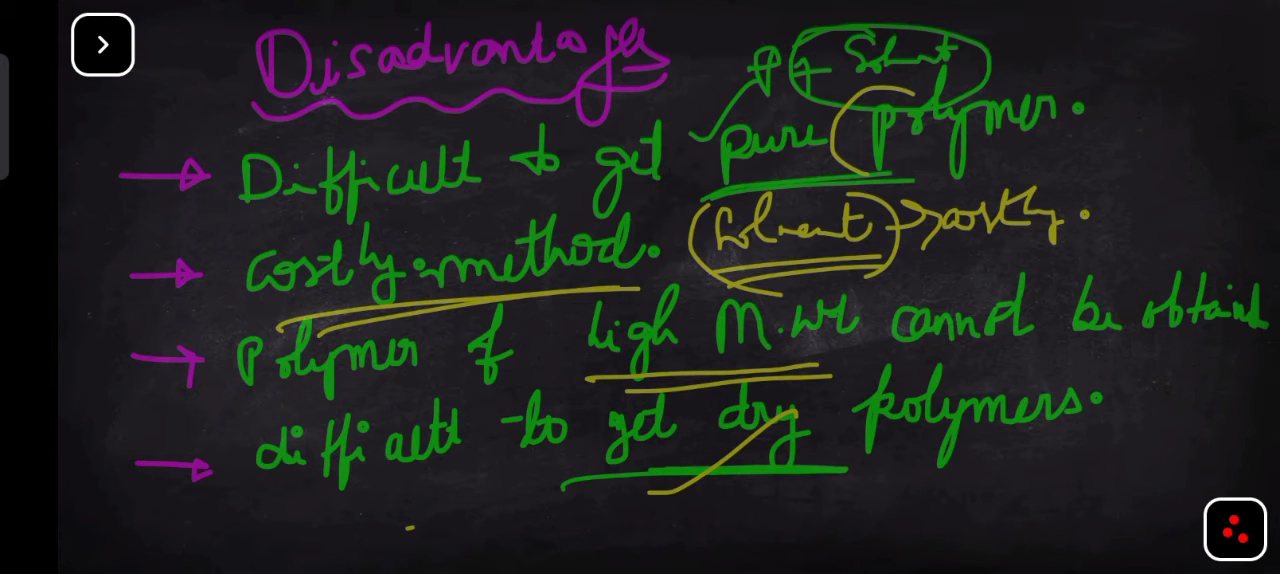 Disadvantages
P + Solvent
→ Difficult to get pure polymer.
→ Costly method. (Solvent) → costly.
→ Polymer of high M.wt cannot be obtained
→ difficult to get dry polymers.